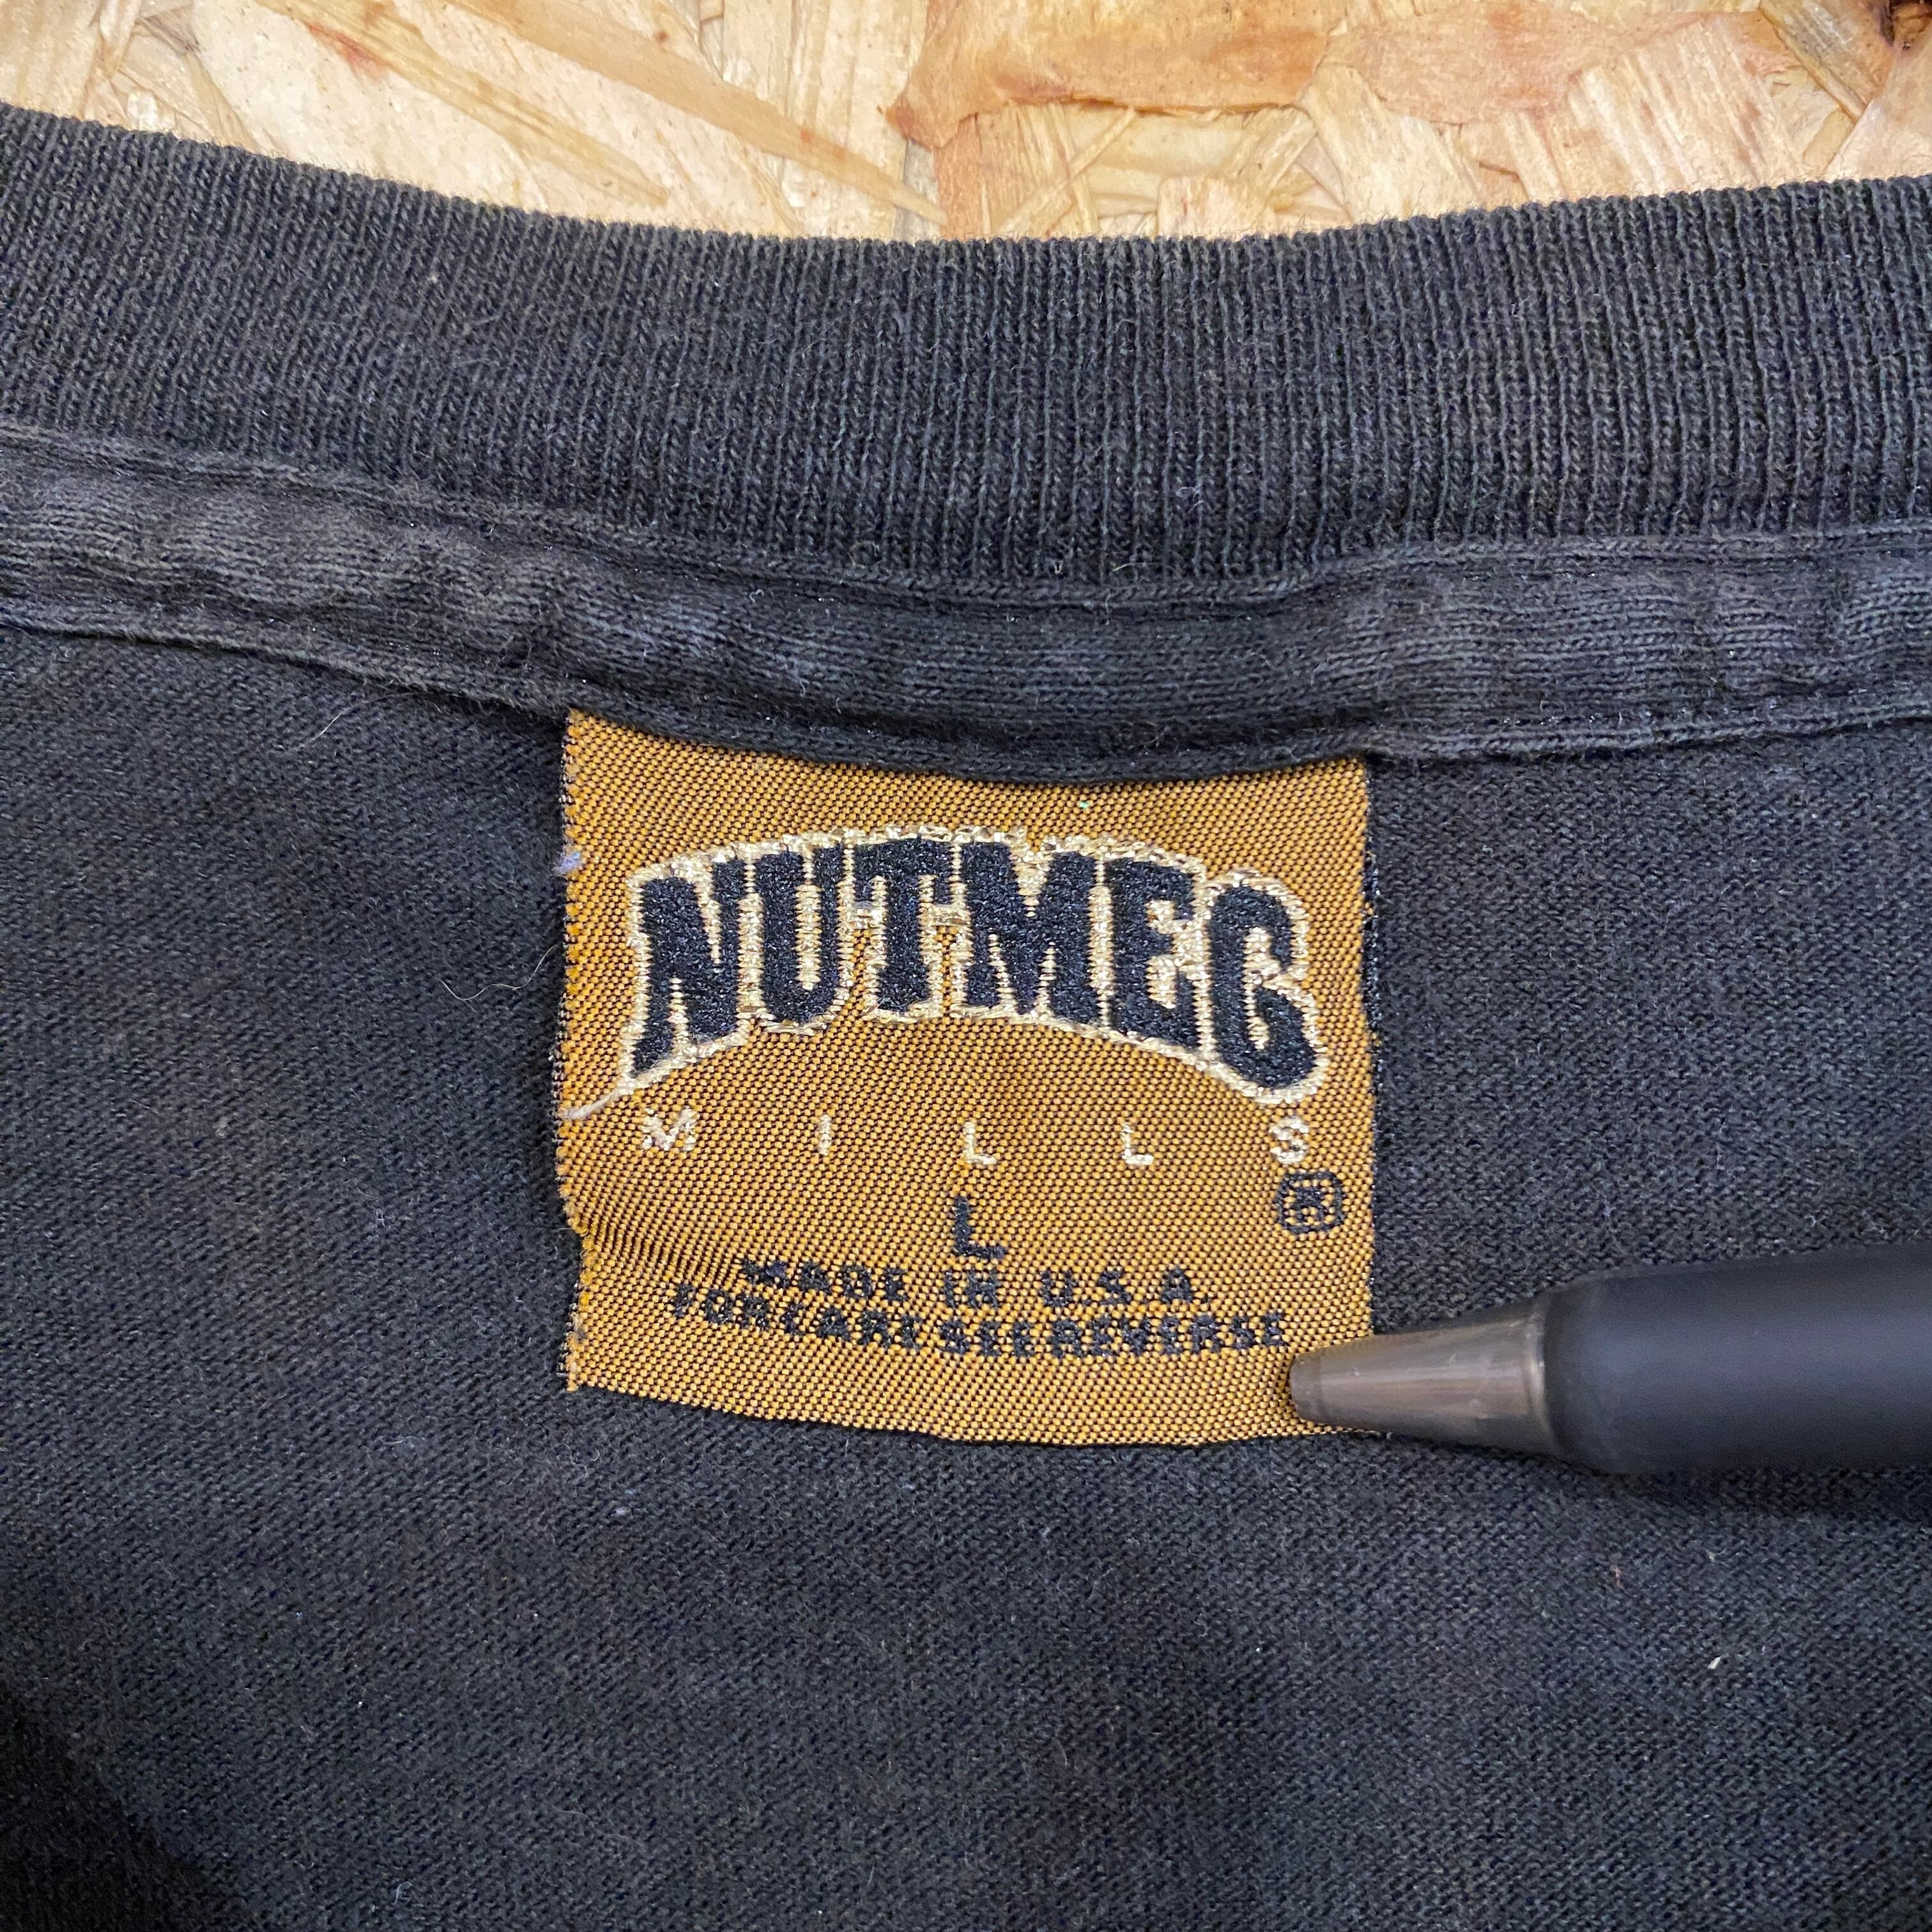 NUTMEG
MILLS
®
L
MADE IN U.S.A.
FOR CARE SEE REVERSE